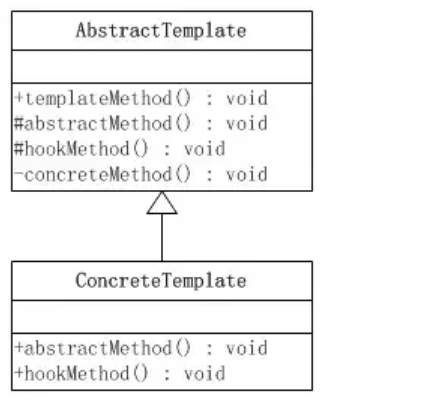 AbstractTemplate
+templateMethod() : void
#abstractMethod() : void
#hookMethod() : void
-concreteMethod() : void
ConcreteTemplate
+abstractMethod() : void
+hookMethod() : void